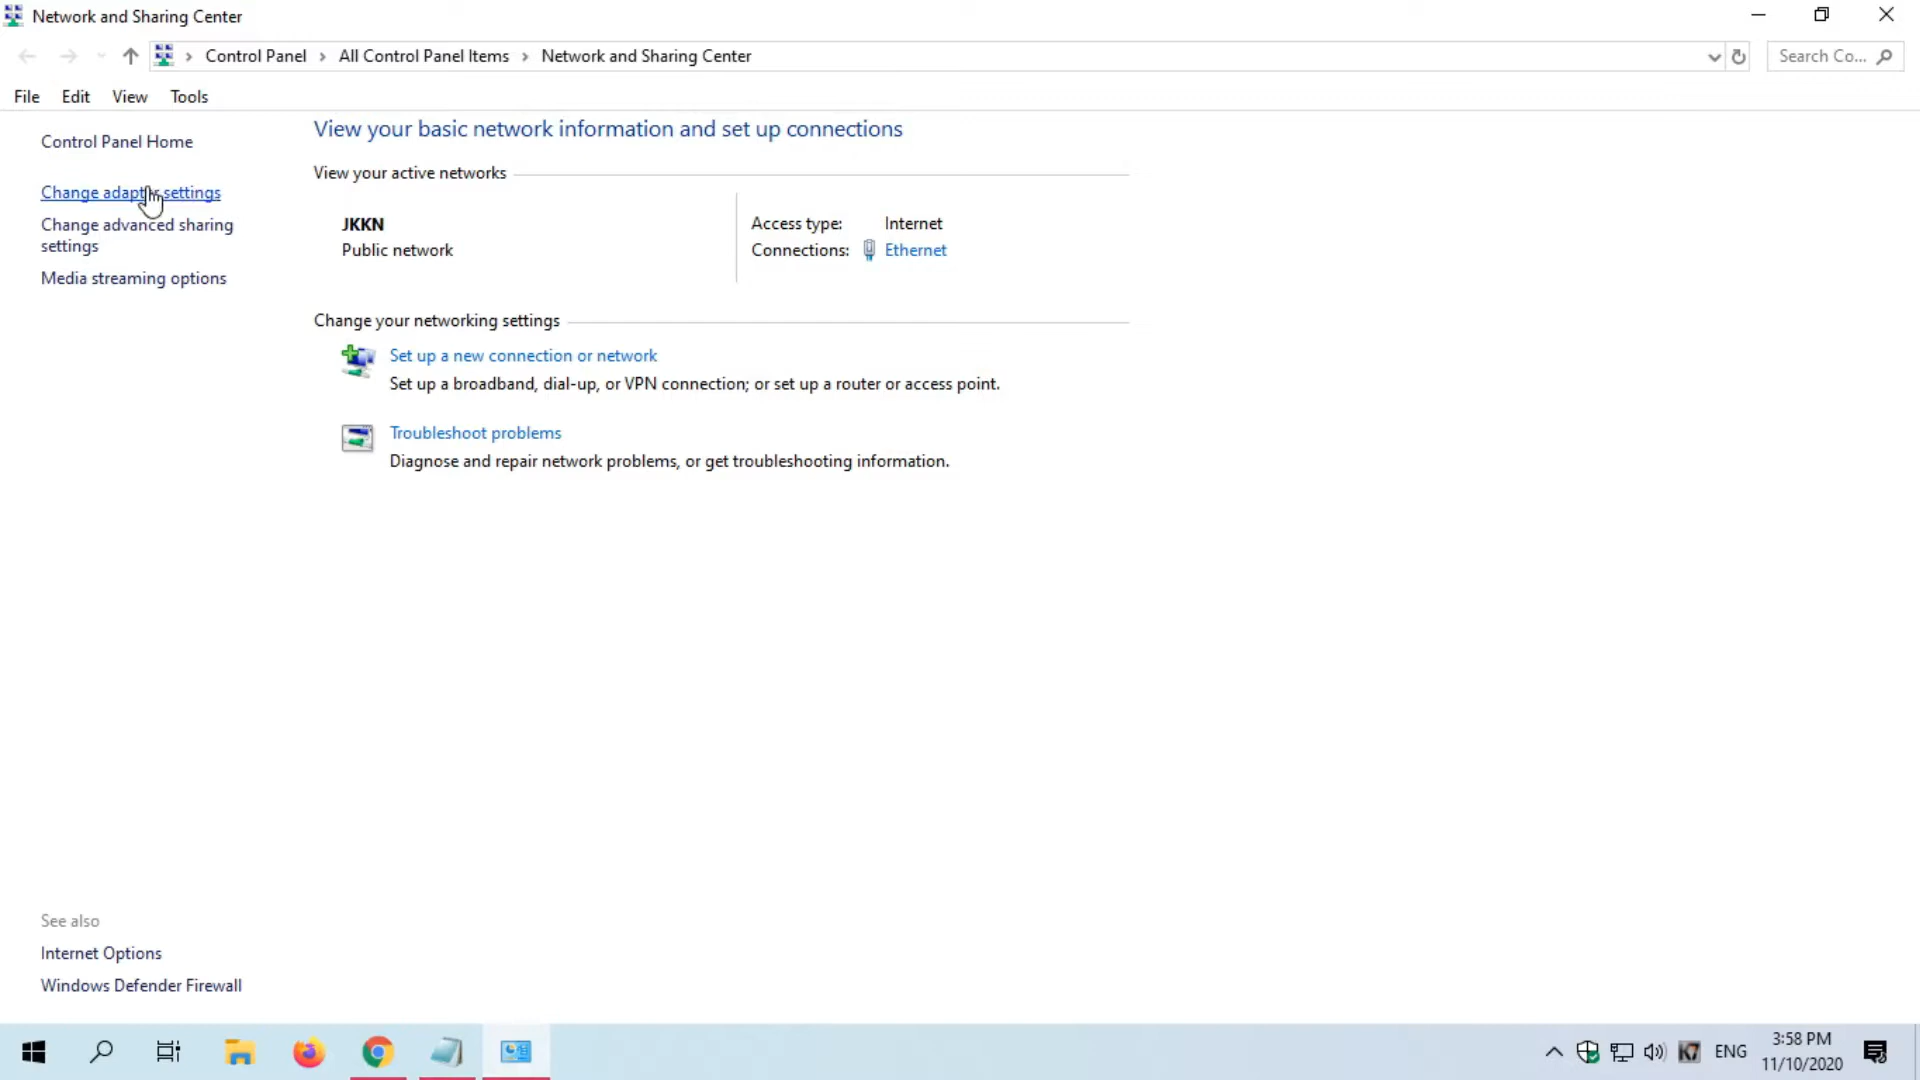 Network and Sharing Center
Control Panel > All Control Panel Items > Network and Sharing Center
Search Co...
File Edit View Tools
Control Panel Home
Change adapter settings
Change advanced sharing
settings
Media streaming options
View your basic network information and set up connections
View your active networks
JKKN
Public network
Access type: Internet
Connections: Ethernet
Change your networking settings
Set up a new connection or network
Set up a broadband, dial-up, or VPN connection; or set up a router or access point.
Troubleshoot problems
Diagnose and repair network problems, or get troubleshooting information.
See also
Internet Options
Windows Defender Firewall
K7 ENG
3:58 PM
11/10/2020